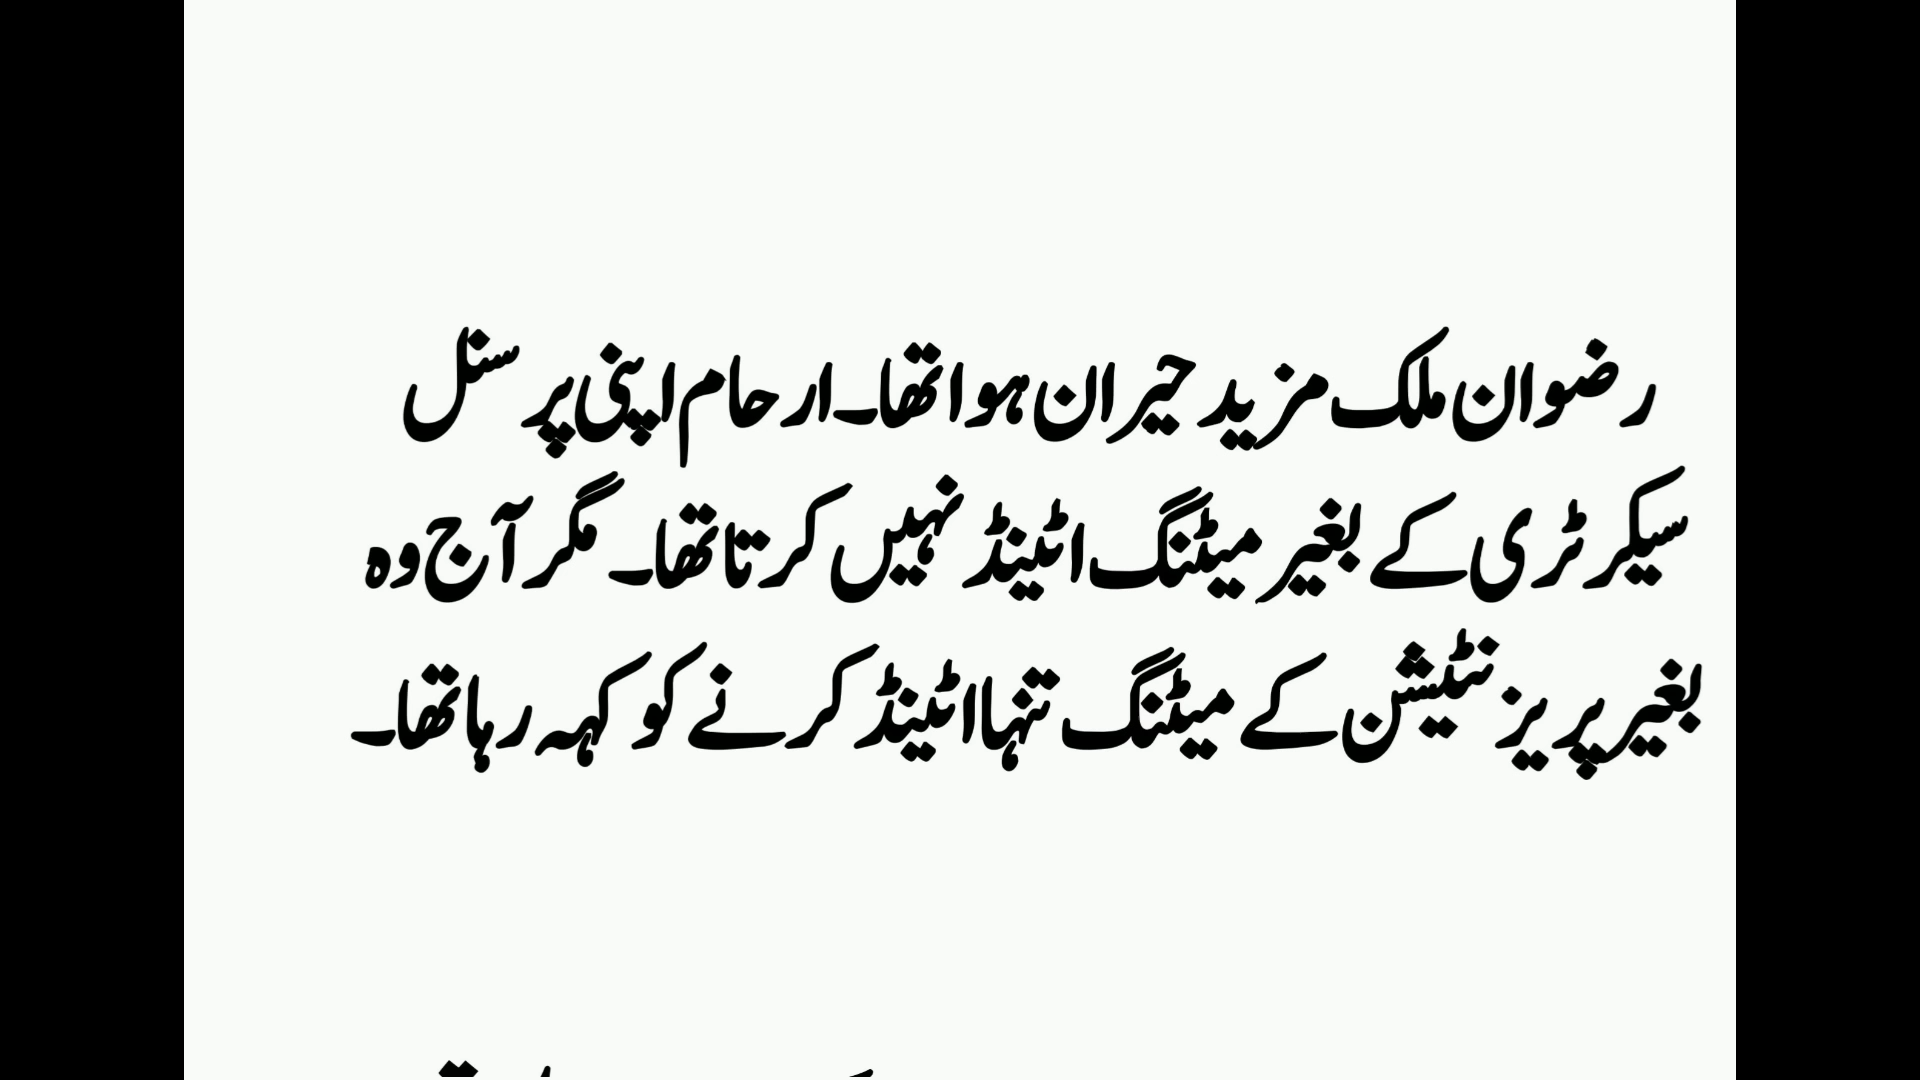 رضوان ملک مزید حیران ہوا تھا۔ ارحام اپنی پرسنل
سیکرٹری کے بغیر میٹنگ اٹینڈ نہیں کرتا تھا۔ مگر آج وہ
بغیر پریزنٹیشن کے میٹنگ تنہا اٹینڈ کرنے کو کہہ رہا تھا۔